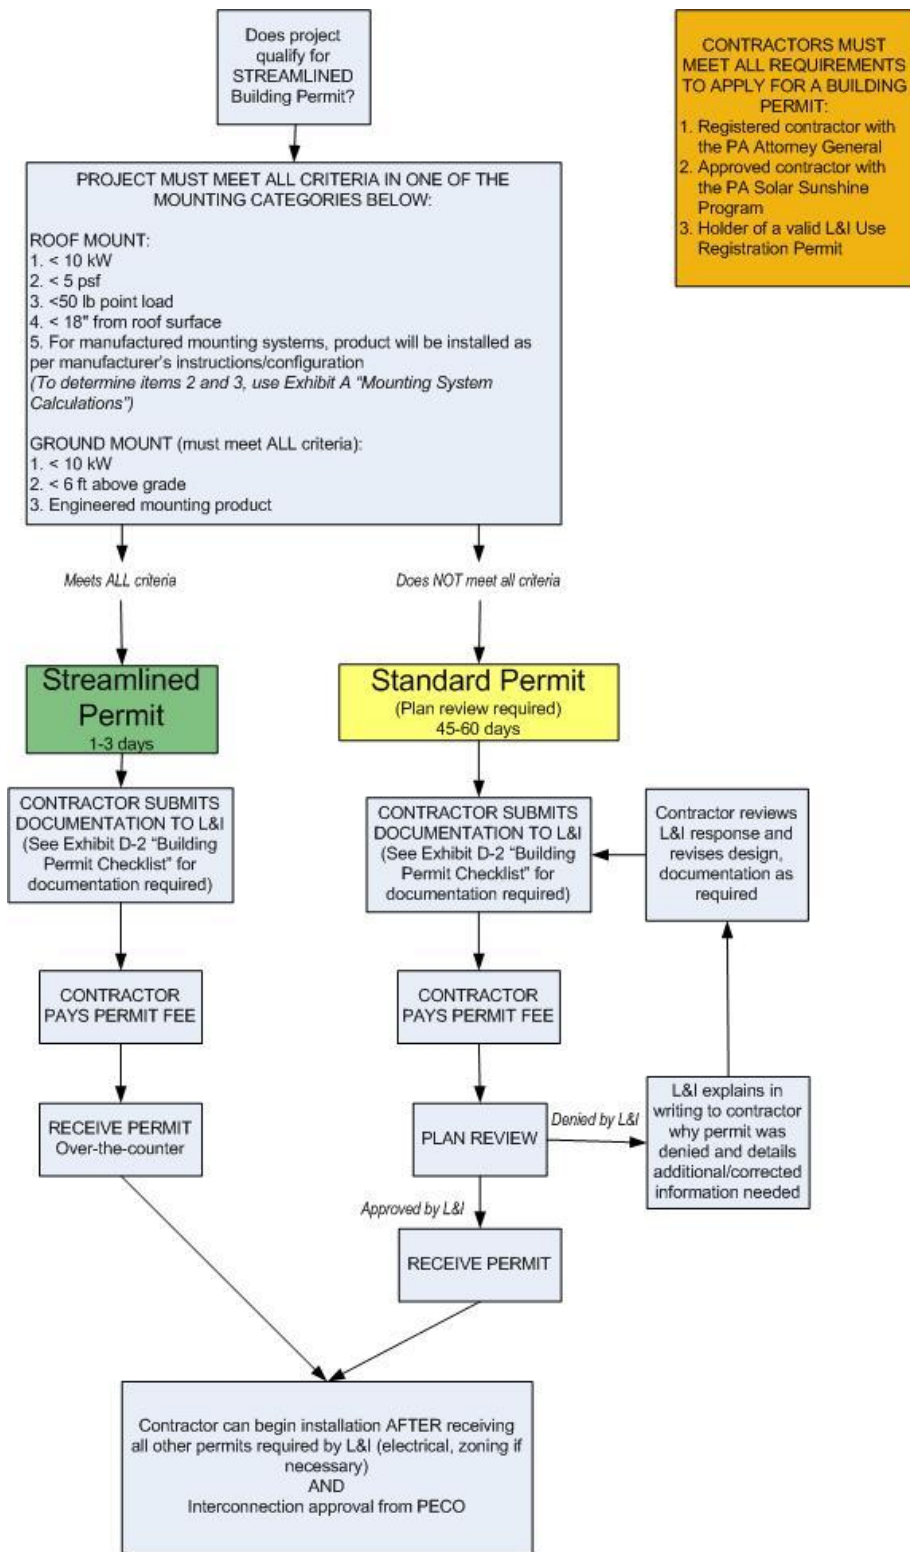 Does project
qualify for
STREAMLINED
Building Permit?
CONTRACTORS MUST
MEET ALL REQUIREMENTS
TO APPLY FOR A BUILDING
PERMIT:
1. Registered contractor with
the PA Attorney General
2. Approved contractor with
the PA Solar Sunshine
Program
3. Holder of a valid L&I Use
Registration Permit
PROJECT MUST MEET ALL CRITERIA IN ONE OF THE
MOUNTING CATEGORIES BELOW:
ROOF MOUNT:
1. < 10 kW
2. < 5 psf
3. <50 lb point load
4. < 18" from roof surface
5. For manufactured mounting systems, product will be installed as
per manufacturer's instructions/configuration
(To determine items 2 and 3, use Exhibit A "Mounting System
Calculations")
GROUND MOUNT (must meet ALL criteria):
1. < 10 kW
2. < 6 ft above grade
3. Engineered mounting product
Meets ALL criteria
Does NOT meet all criteria
Streamlined
Permit
1-3 days
Standard Permit
(Plan review required)
45-60 days
CONTRACTOR SUBMITS
DOCUMENTATION TO L&I
(See Exhibit D-2 "Building
Permit Checklist" for
documentation required)
CONTRACTOR SUBMITS
DOCUMENTATION TO L&I
(See Exhibit D-2 "Building
Permit Checklist" for
documentation required)
Contractor reviews
L&I response and
revises design,
documentation as
required
CONTRACTOR
PAYS PERMIT FEE
CONTRACTOR
PAYS PERMIT FEE
RECEIVE PERMIT
Over-the-counter
PLAN REVIEW
Denied by L&I
L&I explains in
writing to contractor
why permit was
denied and details
additional/corrected
information needed
Approved by L&I
RECEIVE PERMIT
Contractor can begin installation AFTER receiving
all other permits required by L&I (electrical, zoning if
necessary)
AND
Interconnection approval from PECO